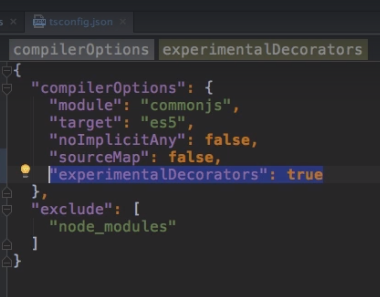 tsconfig.json
compilerOptions experimentalDecorators
{
"compilerOptions": {
"module": "commonjs",
"target": "es5",
"noImplicitAny": false,
"sourceMap": false,
"experimentalDecorators": true
},
"exclude": [
"node_modules"
]
}